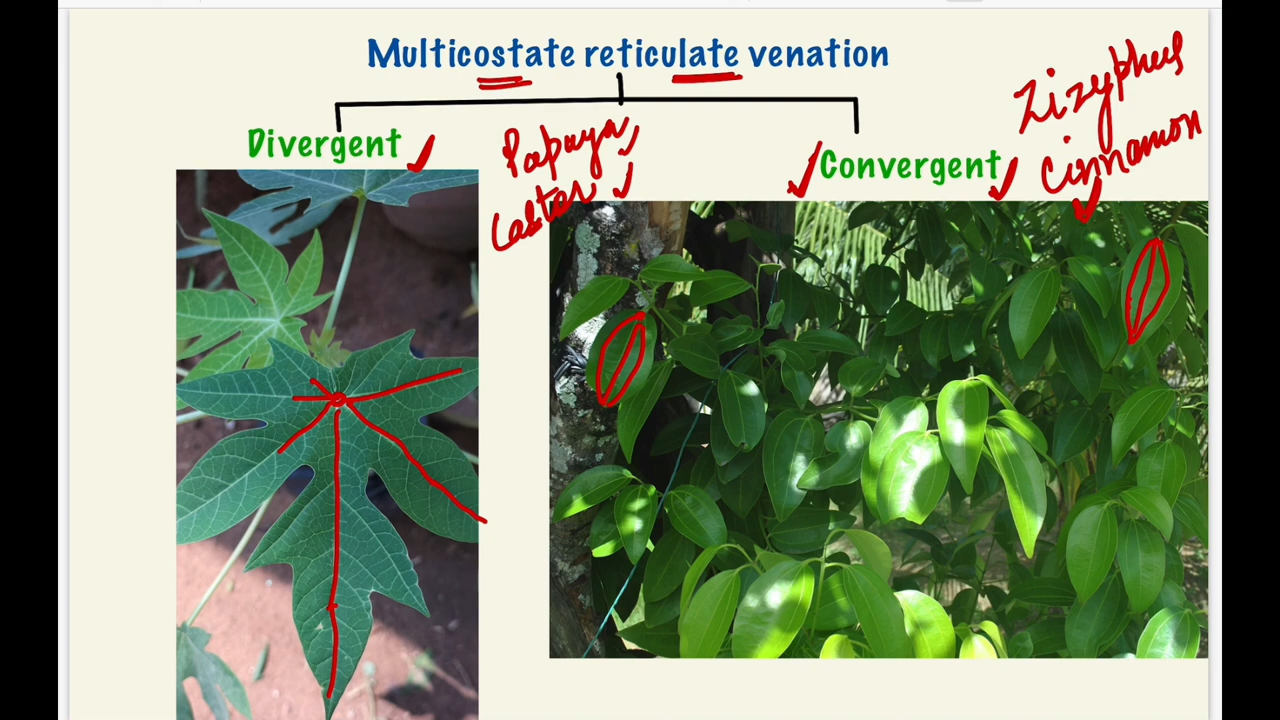 Multicostate reticulate venation
Divergent
Papaya,
Castor
Convergent
Zizyphus
Cinnamon